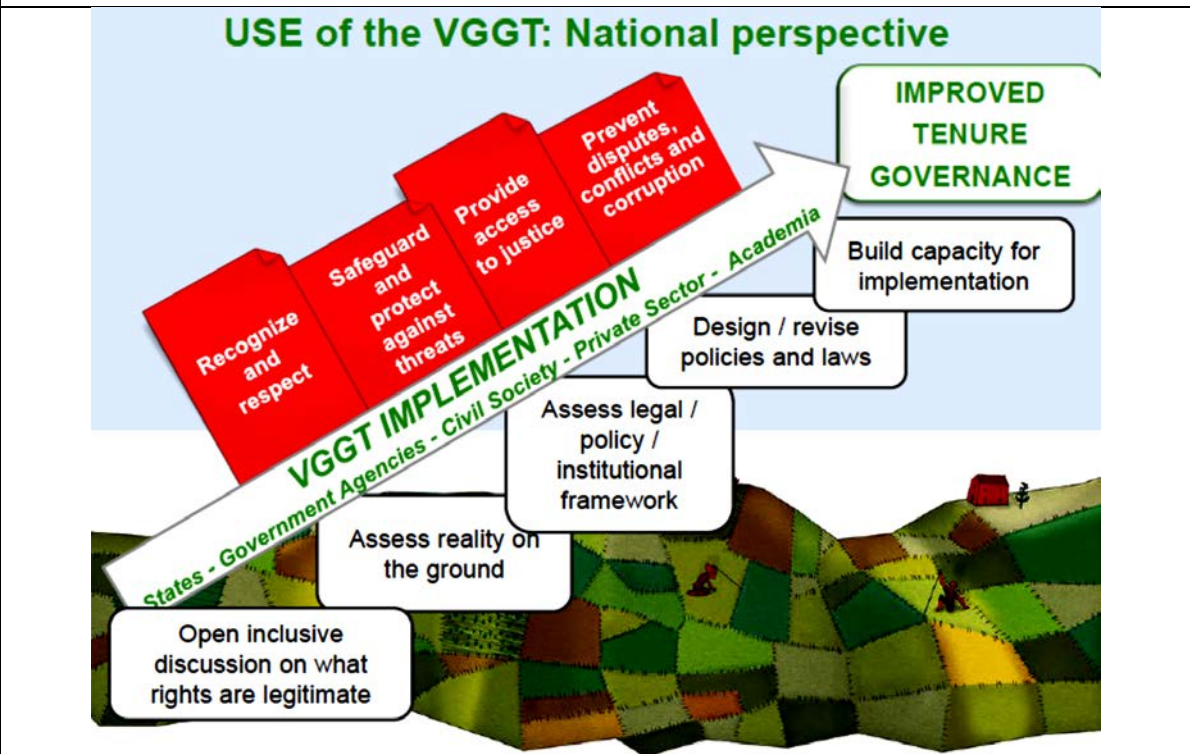 USE of the VGGT: National perspective
IMPROVED
TENURE
GOVERNANCE
Prevent
disputes,
conflicts and
corruption
Provide
access
to justice
Safeguard
and
protect
against
threats
Recognize
and
respect
VGGT IMPLEMENTATION
States - Government Agencies - Civil Society - Private Sector - Academia
Build capacity for
implementation
Design / revise
policies and laws
Assess legal /
policy /
institutional
framework
Assess reality on
the ground
Open inclusive
discussion on what
rights are legitimate